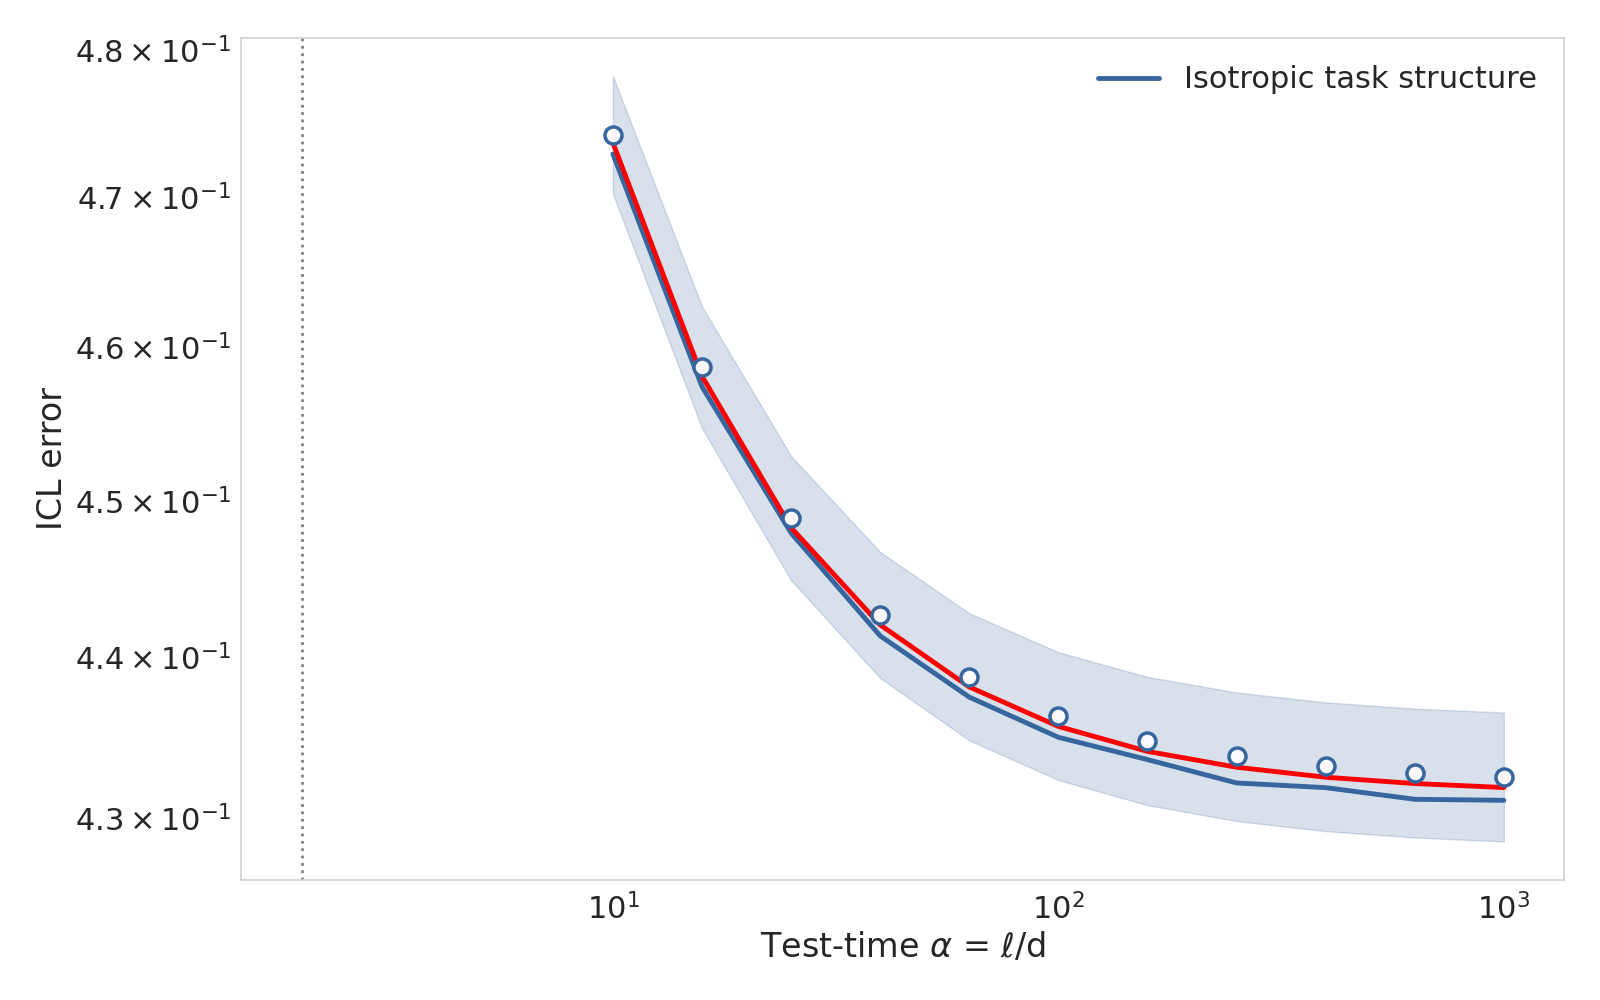 4.8 × 10⁻¹
Isotropic task structure
4.7 × 10⁻¹
4.6 × 10⁻¹
4.5 × 10⁻¹
4.4 × 10⁻¹
4.3 × 10⁻¹
ICL error
10¹ 10² 10³
Test-time α = ℓ/d